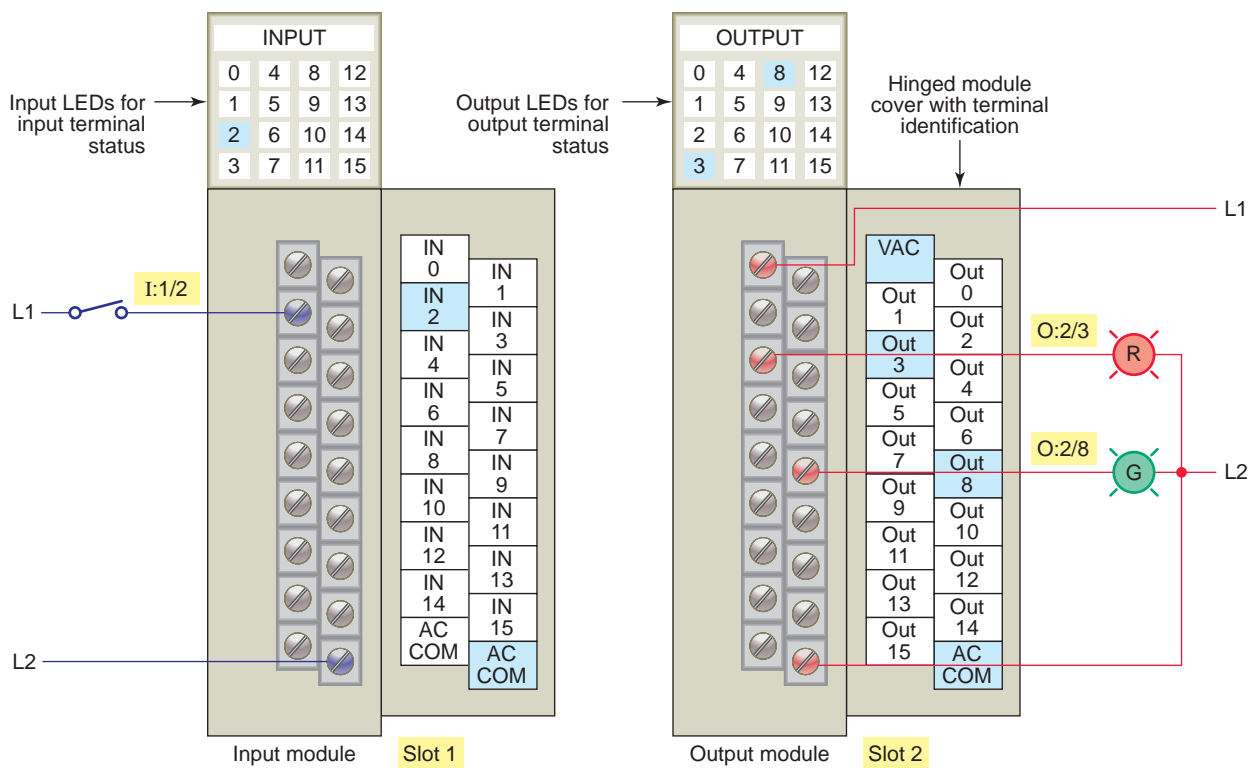 INPUT
0 4 8 12
1 5 9 13
2 6 10 14
3 7 11 15
Input LEDs for
input terminal
status
OUTPUT
0 4 8 12
1 5 9 13
2 6 10 14
3 7 11 15
Output LEDs for
output terminal
status
Hinged module
cover with terminal
identification
L1
I:1/2
L2
IN
0
IN
2
IN
4
IN
6
IN
8
IN
10
IN
12
IN
14
AC
COM
IN
1
IN
3
IN
5
IN
7
IN
9
IN
11
IN
13
IN
15
AC
COM
Input module
Slot 1
VAC
Out
1
Out
3
Out
5
Out
7
Out
9
Out
11
Out
13
Out
15
Out
0
Out
2
Out
4
Out
6
Out
8
Out
10
Out
12
Out
14
AC
COM
L1
O:2/3
R
O:2/8
G
L2
Output module
Slot 2